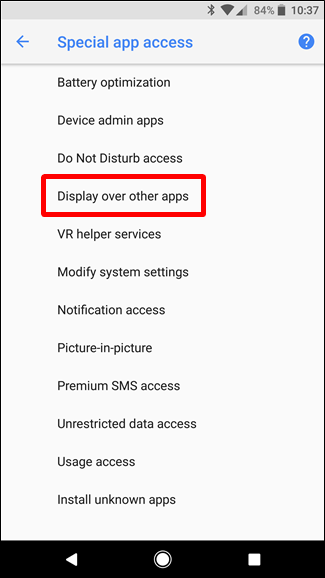 84% 10:37
Special app access
Battery optimization
Device admin apps
Do Not Disturb access
Display over other apps
VR helper services
Modify system settings
Notification access
Picture-in-picture
Premium SMS access
Unrestricted data access
Usage access
Install unknown apps